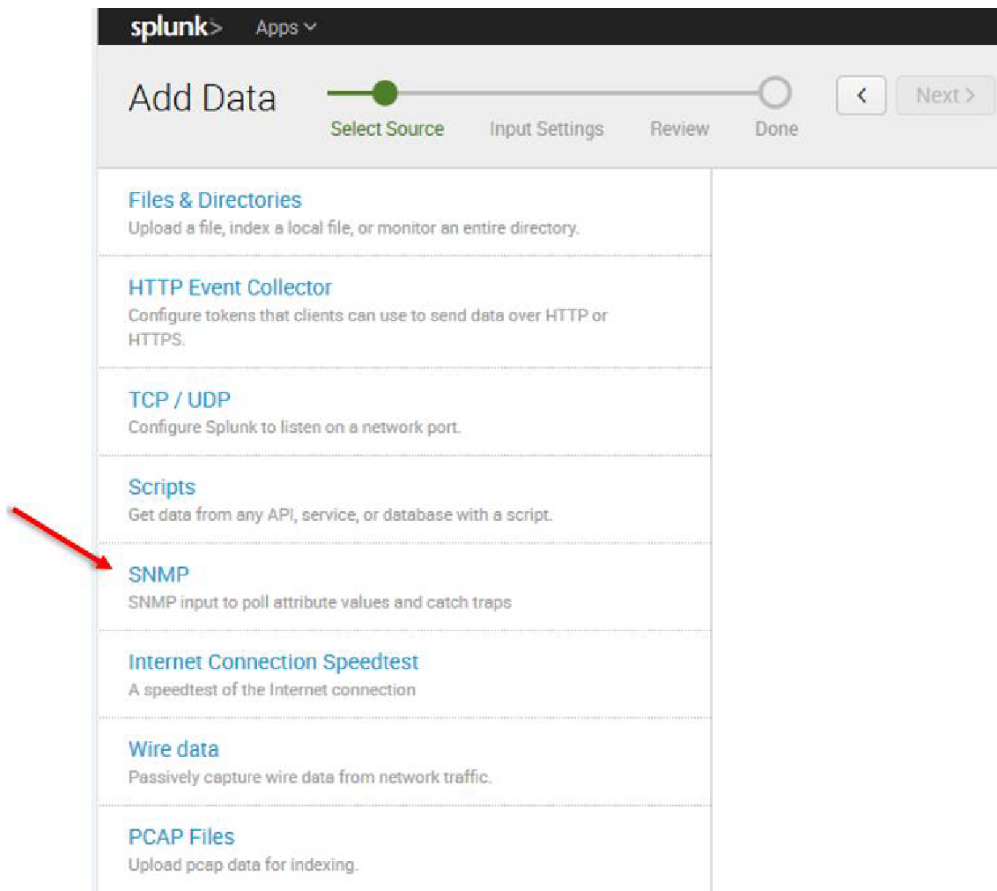 splunk> Apps
Add Data
< Next >
Select Source Input Settings Review Done
Files & Directories
Upload a file, index a local file, or monitor an entire directory.
HTTP Event Collector
Configure tokens that clients can use to send data over HTTP or
HTTPS.
TCP / UDP
Configure Splunk to listen on a network port.
Scripts
Get data from any API, service, or database with a script.
SNMP
SNMP input to poll attribute values and catch traps
Internet Connection Speedtest
A speedtest of the Internet connection
Wire data
Passively capture wire data from network traffic.
PCAP Files
Upload pcap data for indexing.